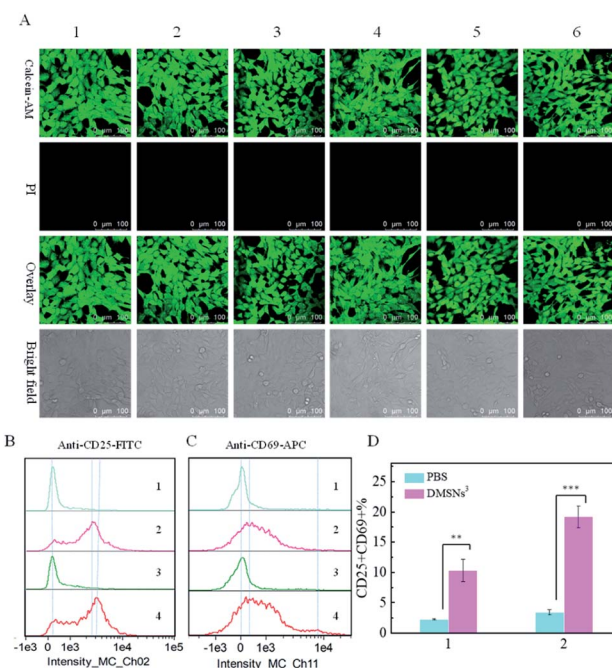 A
1 2 3 4 5 6
Calcein-AM
0 μm 100 0 μm 100 0 μm 100 0 μm 100 0 μm 100 0 μm 100
PI
0 μm 100 0 μm 100 0 μm 100 0 μm 100 0 μm 100 0 μm 100
Overlay
0 μm 100 0 μm 100 0 μm 100 0 μm 100 0 μm 100 0 μm 100
Bright field
0 μm 100 0 μm 100 0 μm 100 0 μm 100 0 μm 100 0 μm 100
B
Anti-CD25-FITC
1
2
3
4
-1e3 0 1e3 1e4 1e5
Intensity_MC_Ch02
C
Anti-CD69-APC
1
2
3
4
-1e3 0 1e3 1e4
Intensity_MC_Ch11
D
PBS
DMSNs³
CD25+CD69+%
25
20
15
10
5
0
**
***
1 2